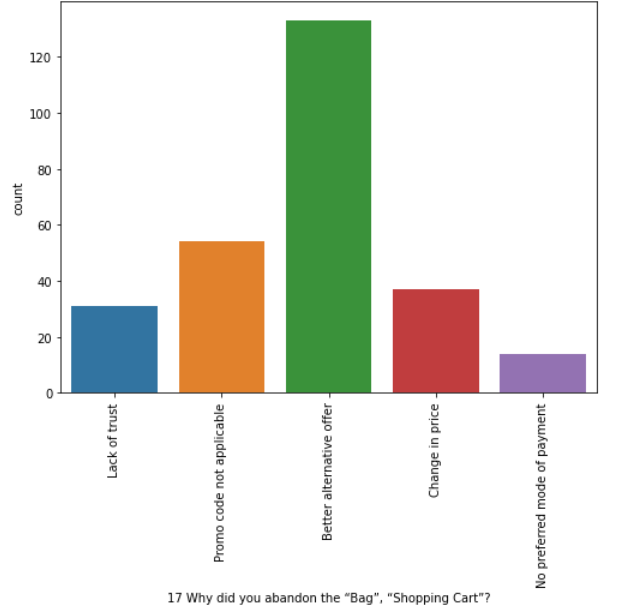 120
100
80
60
40
20
0
count
Lack of trust
Promo code not applicable
Better alternative offer
Change in price
No preferred mode of payment
17 Why did you abandon the “Bag”, “Shopping Cart”?